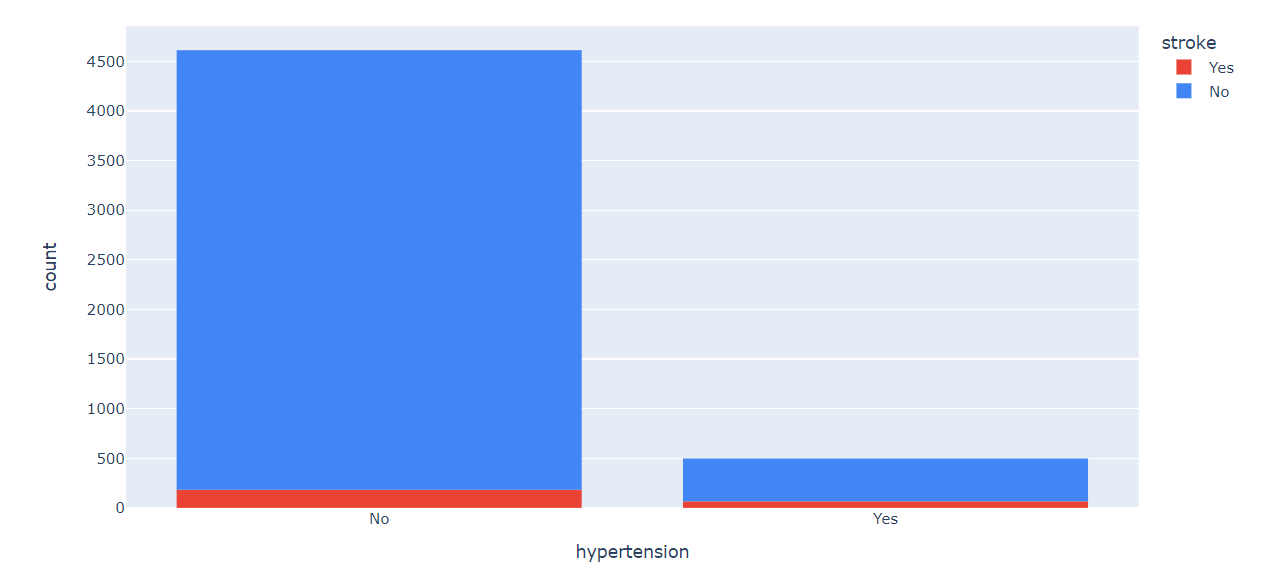 stroke
Yes
No
4500
4000
3500
3000
2500
2000
1500
1000
500
0
count
No
Yes
hypertension